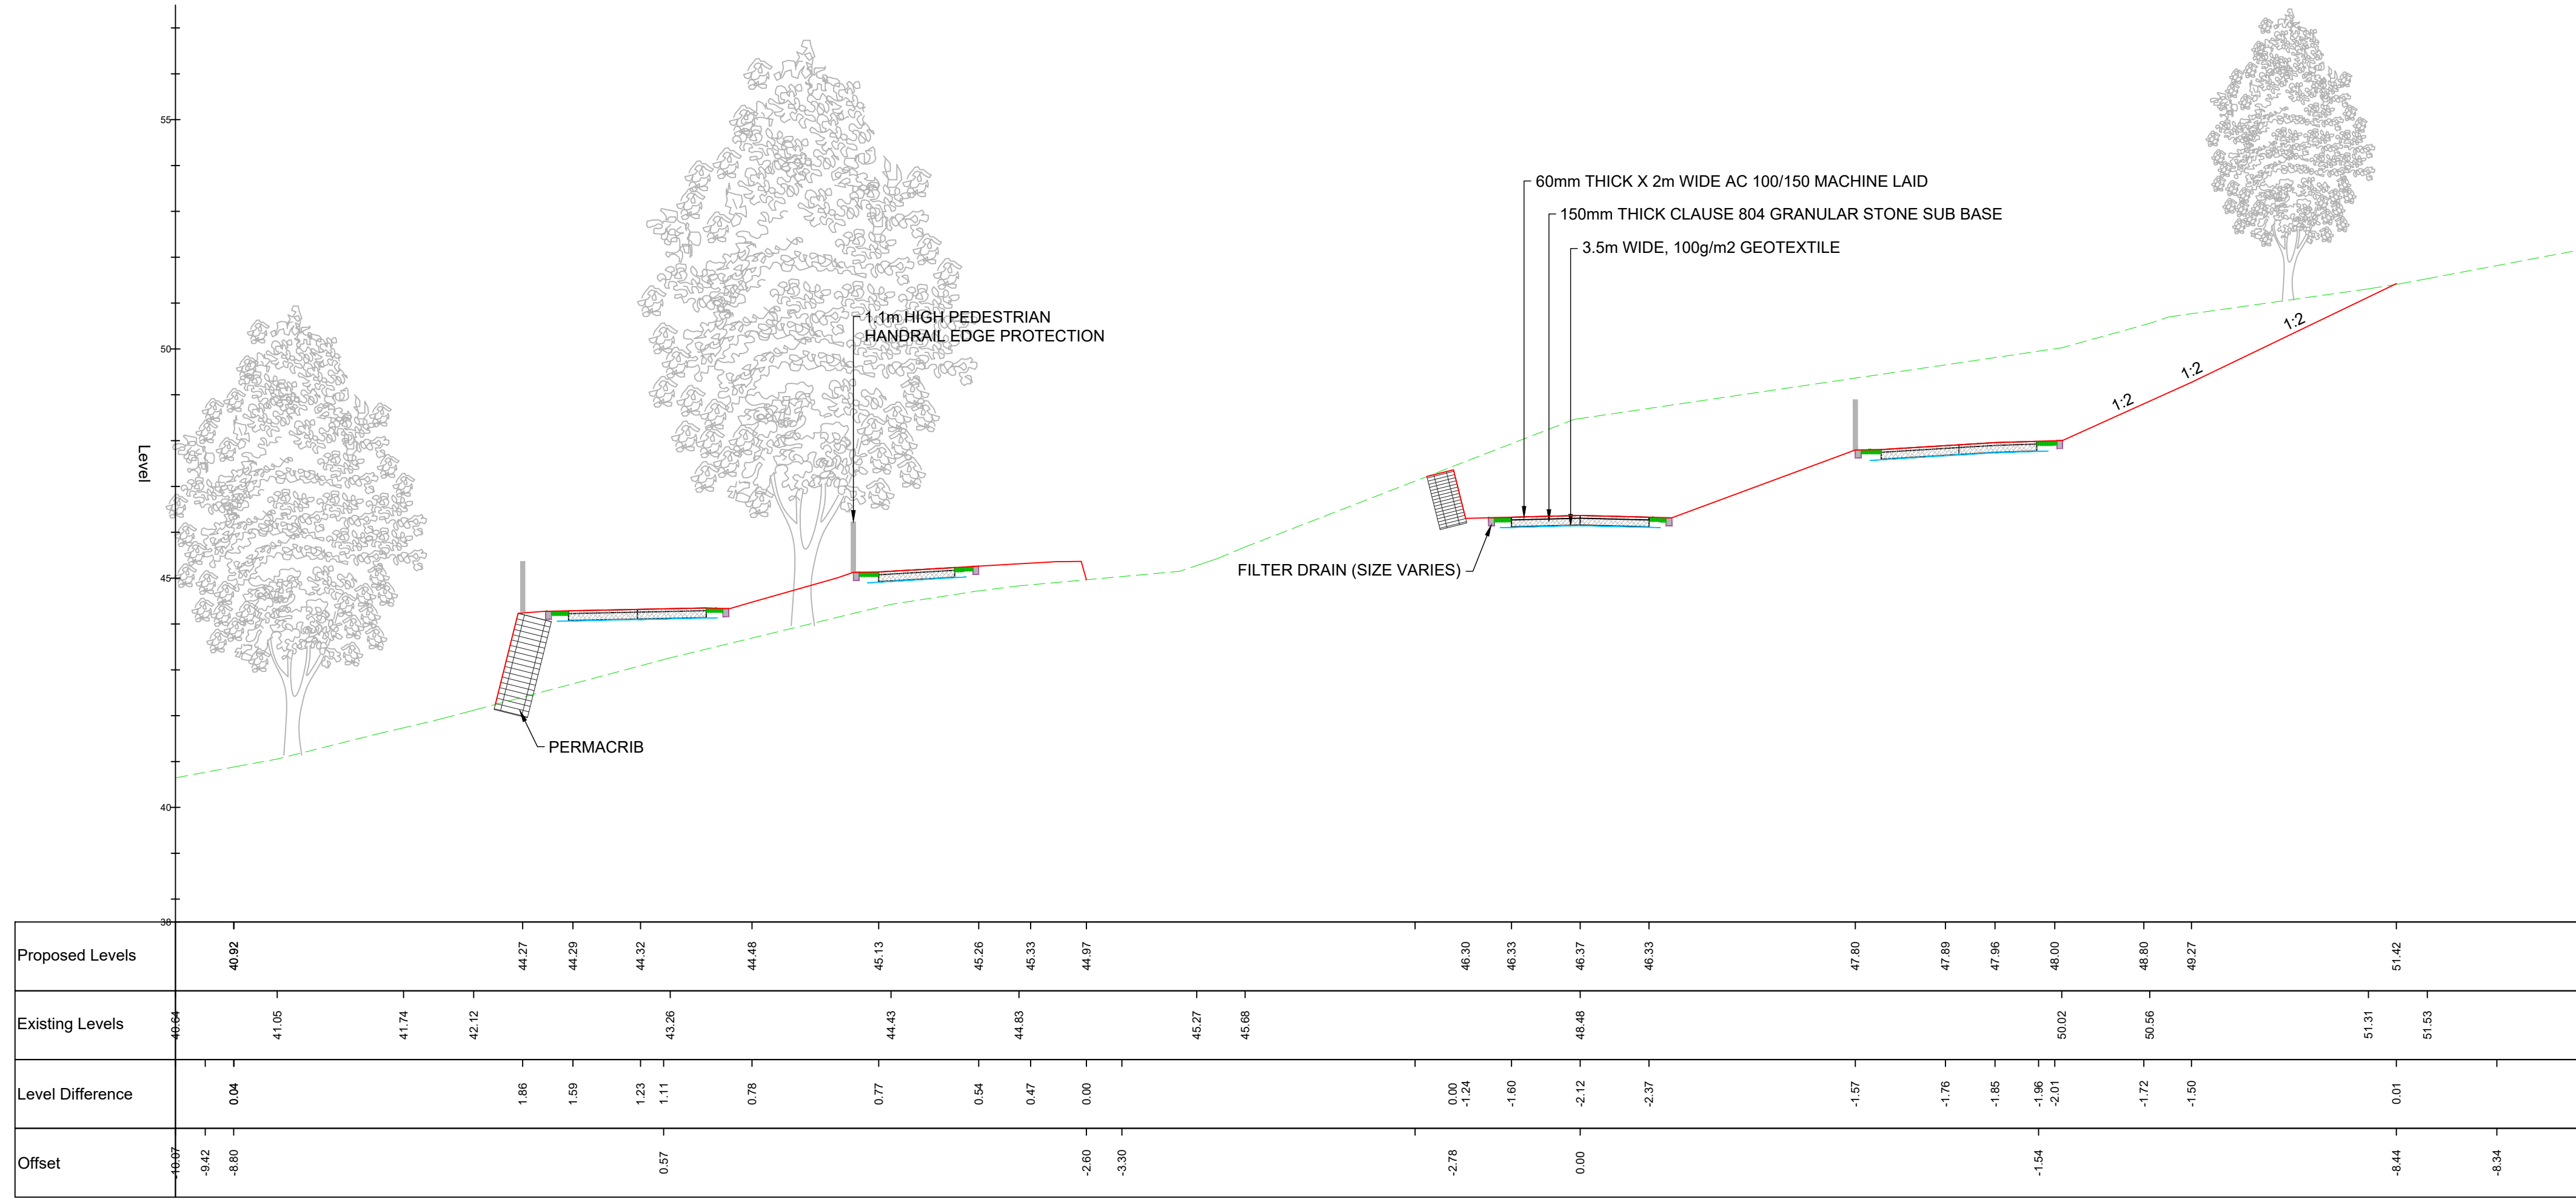 55
60mm THICK X 2m WIDE AC 100/150 MACHINE LAID
150mm THICK CLAUSE 804 GRANULAR STONE SUB BASE
3.5m WIDE, 100g/m2 GEOTEXTILE
1.1m HIGH PEDESTRIAN
HANDRAIL EDGE PROTECTION
50
1:2
1:2
1:2
Level
45
FILTER DRAIN (SIZE VARIES)
PERMACRIB
40
38
Proposed Levels 40.92 44.27 44.29 44.32 44.48 45.13 45.26 45.33 44.97 46.30 46.33 46.37 46.33 47.80 47.89 47.96 48.00 48.80 49.27 51.42
Existing Levels 40.64 41.05 41.74 42.12 43.26 44.43 44.83 45.27 45.68 48.48 50.02 50.56 51.31 51.53
Level Difference 0.04 1.86 1.59 1.23 1.11 0.78 0.77 0.54 0.47 0.00 0.00 -1.24 -1.60 -2.12 -2.37 -1.57 -1.76 -1.85 -1.96 -2.01 -1.72 -1.50 0.01
Offset -10.07 -9.42 -8.80 0.57 -2.60 -3.30 -2.78 0.00 -1.54 -8.44 -8.34